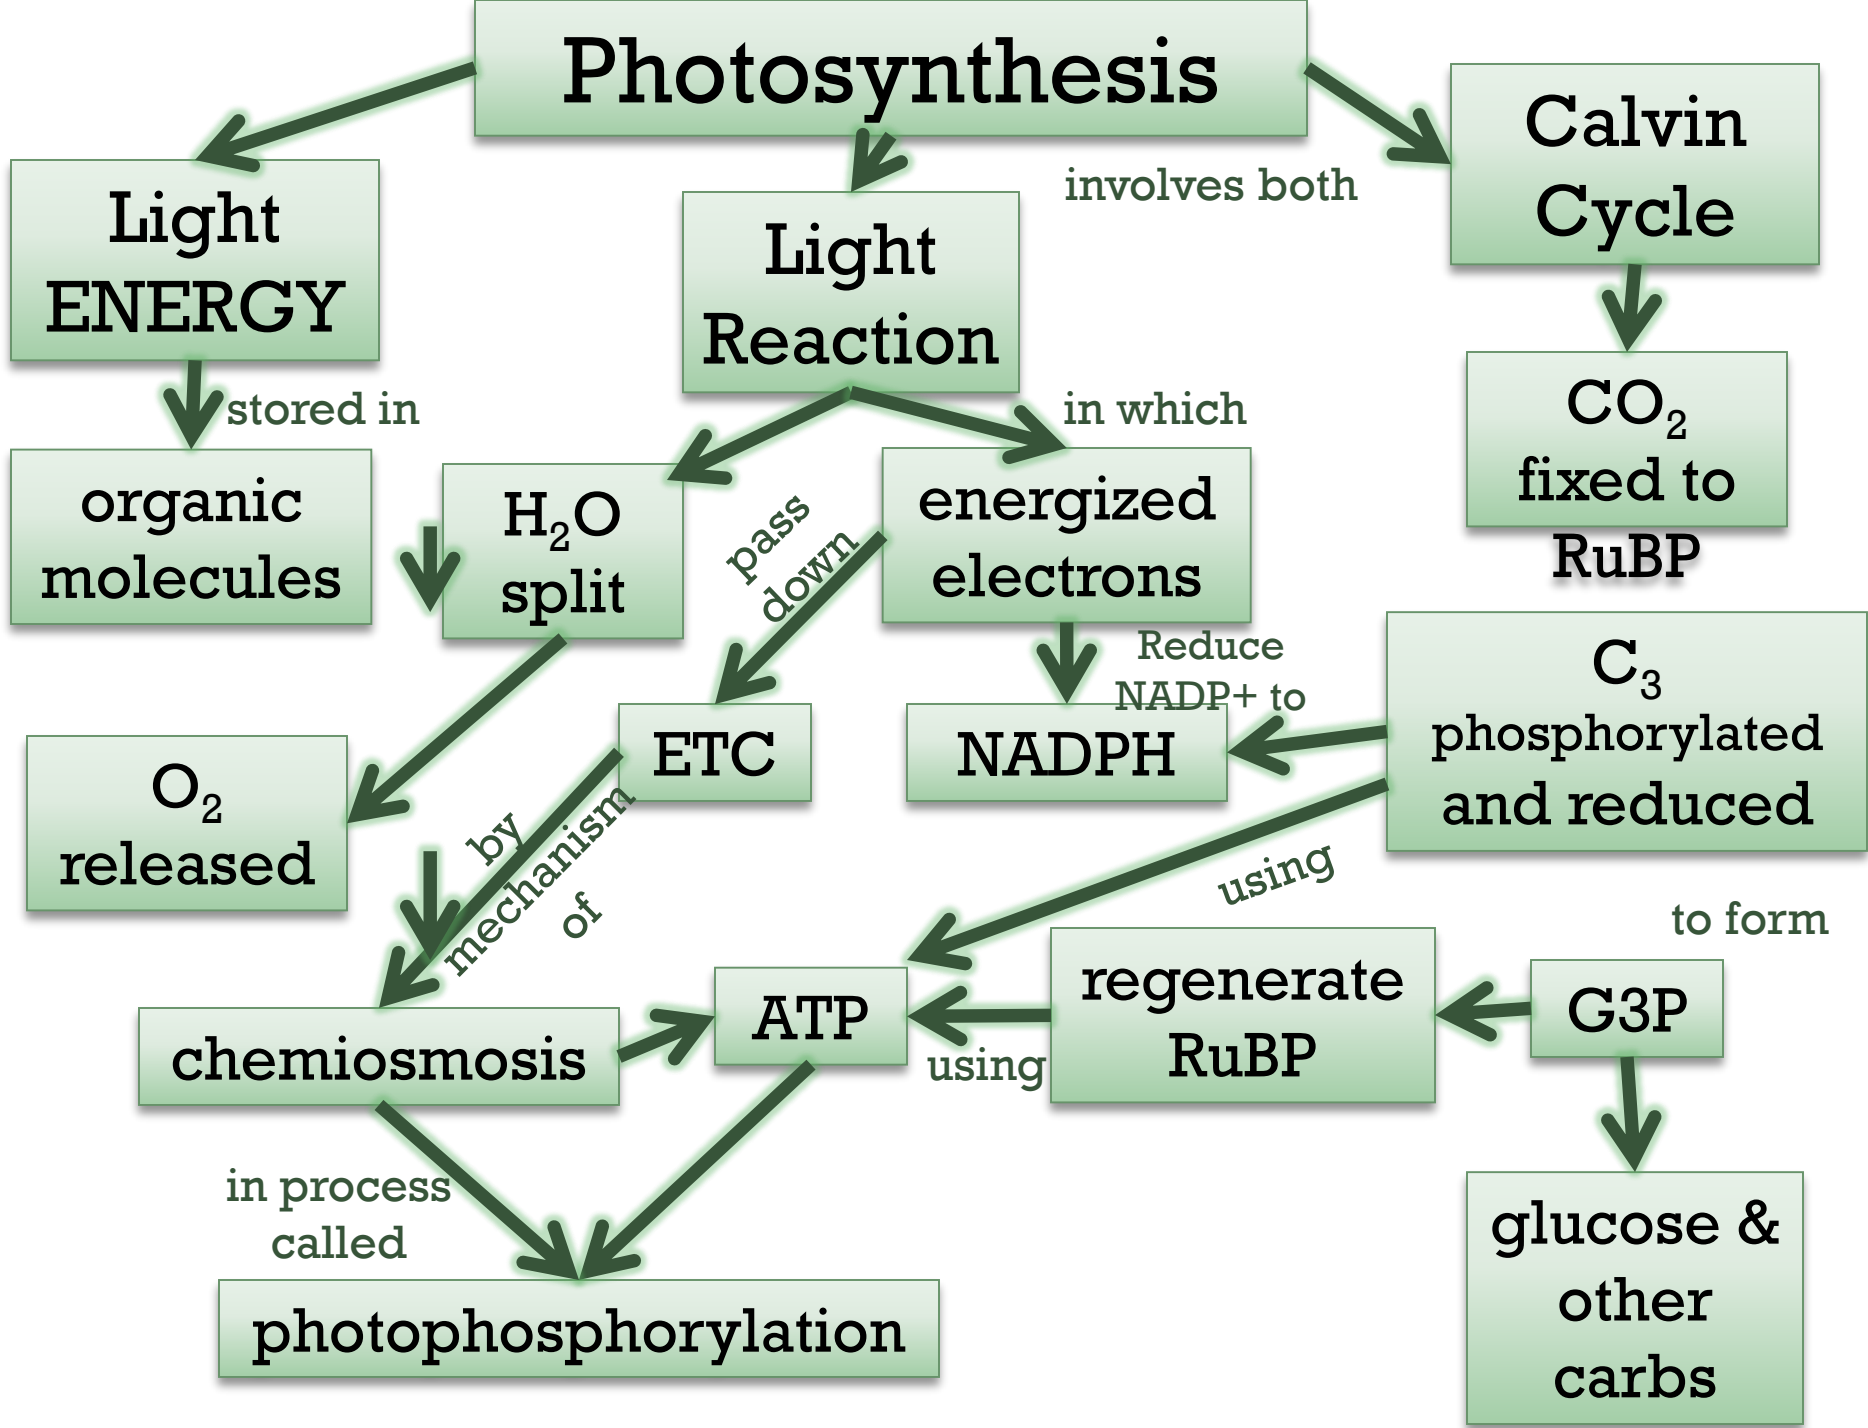 Photosynthesis
Light
ENERGY
stored in
organic
molecules
Light
Reaction
involves both
Calvin
Cycle
in which
H₂O
split
energized
electrons
pass
down
CO₂
fixed to
RuBP
O₂
released
ETC
Reduce
NADP+ to
NADPH
C₃
phosphorylated
and reduced
by
mechanism
of
using
to form
chemiosmosis
ATP
using
regenerate
RuBP
G3P
in process
called
photophosphorylation
glucose &
other
carbs